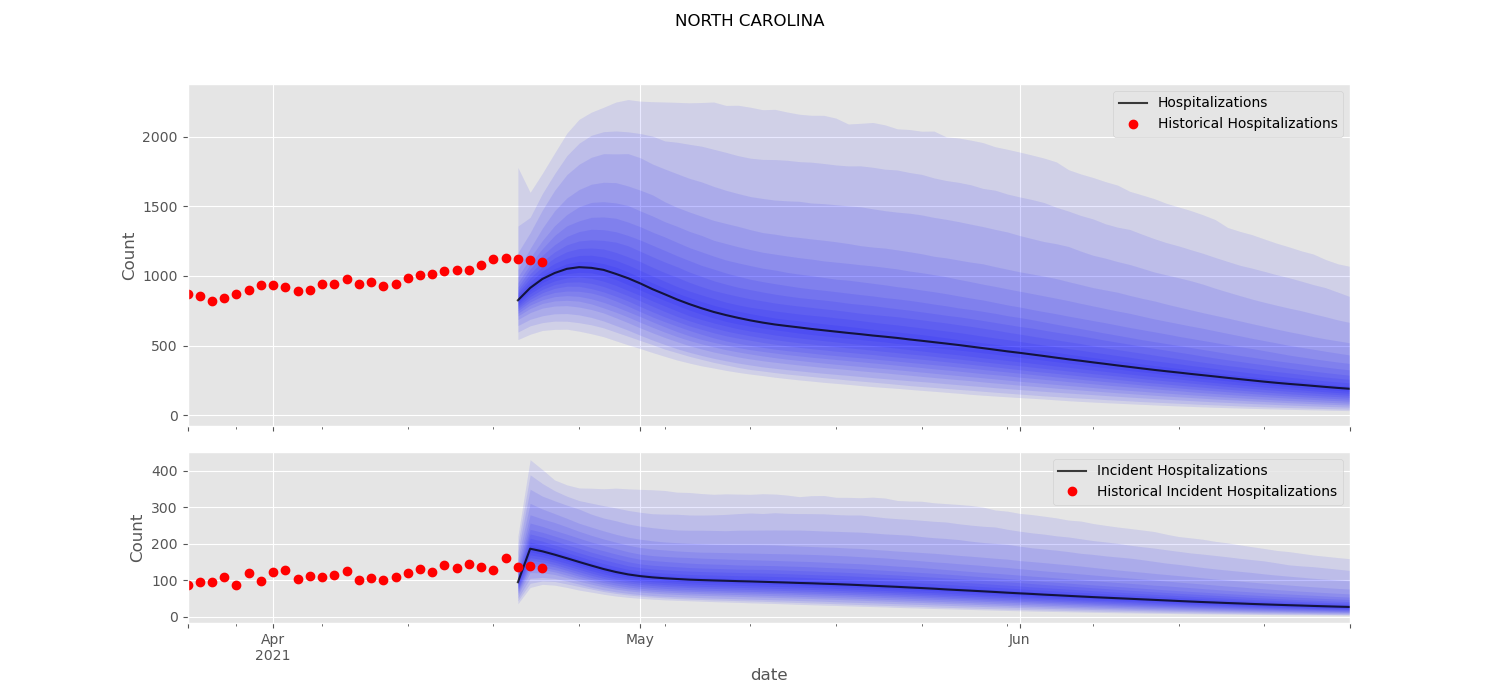 NORTH CAROLINA
Count
2000
1500
1000
500
0
Hospitalizations
Historical Hospitalizations
Count
400
300
200
100
0
Incident Hospitalizations
Historical Incident Hospitalizations
Apr
2021
May
Jun
date